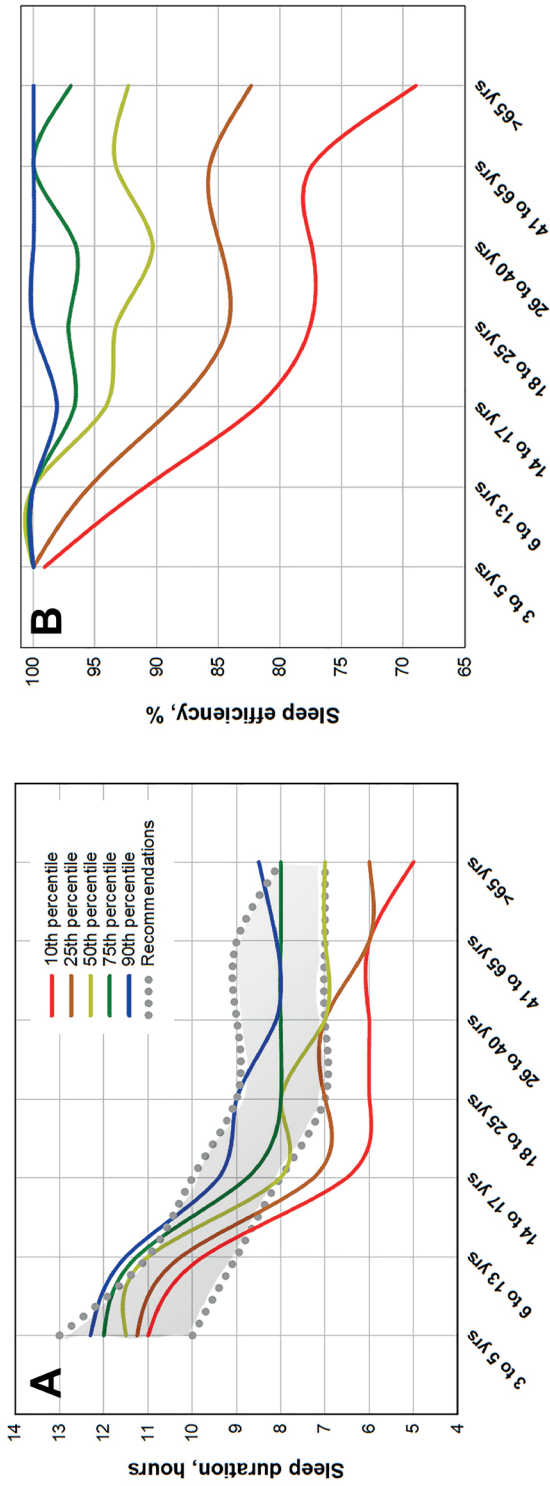 A
Sleep duration, hours
14
13
12
11
10
9
8
7
6
5
4
10th percentile
25th percentile
50th percentile
75th percentile
90th percentile
Recommendations
3 to 5 yrs
6 to 13 yrs
14 to 17 yrs
18 to 25 yrs
26 to 40 yrs
41 to 65 yrs
>65 yrs
B
Sleep efficiency, %
100
95
90
85
80
75
70
65
3 to 5 yrs
6 to 13 yrs
14 to 17 yrs
18 to 25 yrs
26 to 40 yrs
41 to 65 yrs
>65 yrs